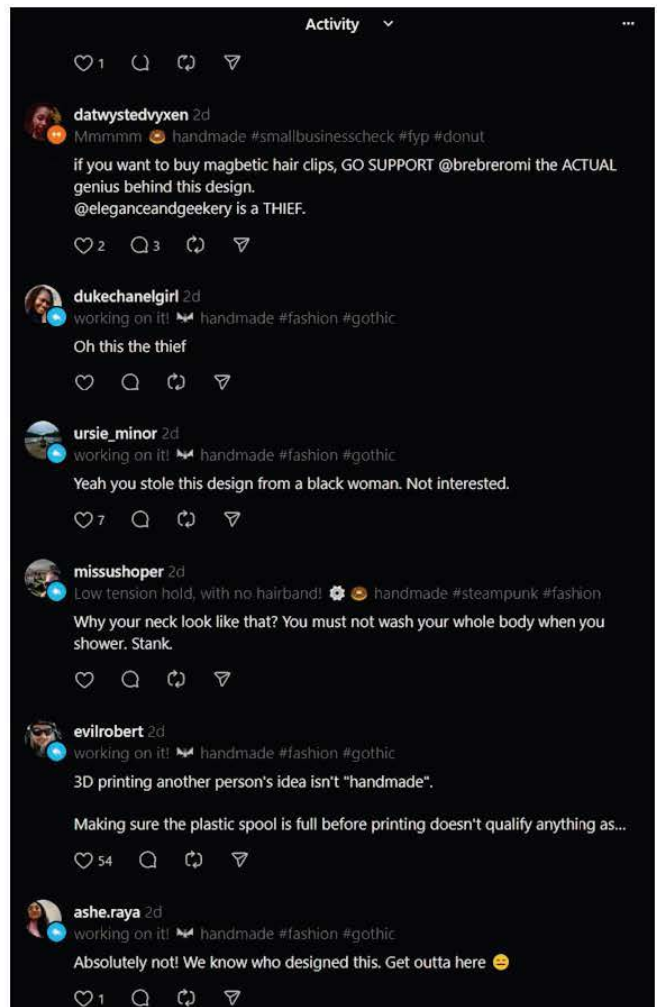 Activity
1
datwystedvyxen 2d
Mmmmm 🍩 handmade #smallbusinesscheck #fyp #donut
if you want to buy magbetic hair clips, GO SUPPORT @brebreromi the ACTUAL
genius behind this design.
@eleganceandgeekery is a THIEF.
2 3
dukechanelgirl 2d
working on it! 🦇 handmade #fashion #gothic
Oh this the thief
ursie_minor 2d
working on it! 🦇 handmade #fashion #gothic
Yeah you stole this design from a black woman. Not interested.
7
missushoper 2d
Low tension hold, with no hairband! ⚙️ 🍩 handmade #steampunk #fashion
Why your neck look like that? You must not wash your whole body when you
shower. Stank.
evilrobert 2d
working on it! 🦇 handmade #fashion #gothic
3D printing another person's idea isn't "handmade".
Making sure the plastic spool is full before printing doesn't qualify anything as...
54
ashe.raya 2d
working on it! 🦇 handmade #fashion #gothic
Absolutely not! We know who designed this. Get outta here 😑
1